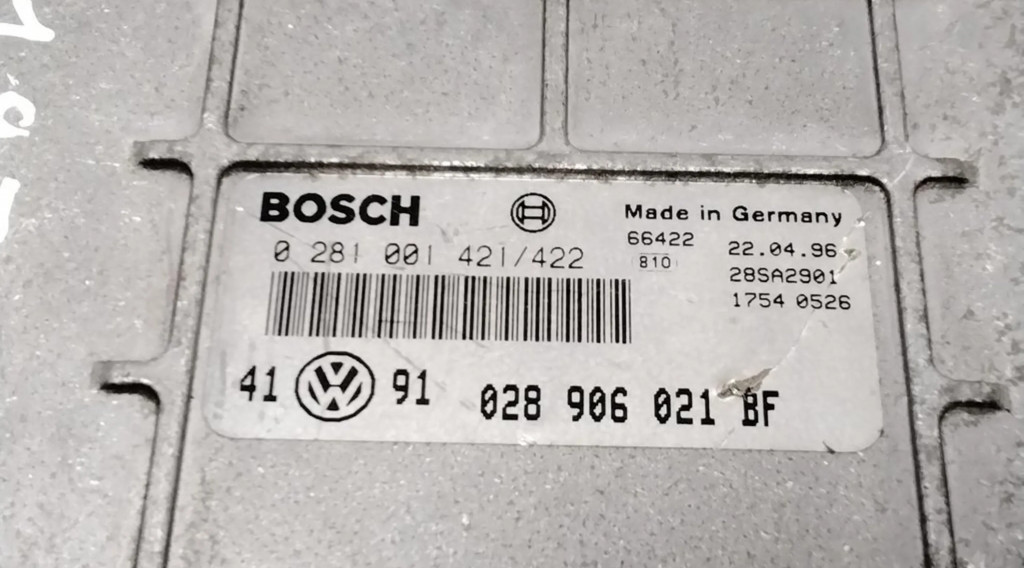 BOSCH
Made in Germany
0 281 001 421/422
66422
810
22.04.96
28SA2901
1754 0526
41 VW 91 028 906 021 BF